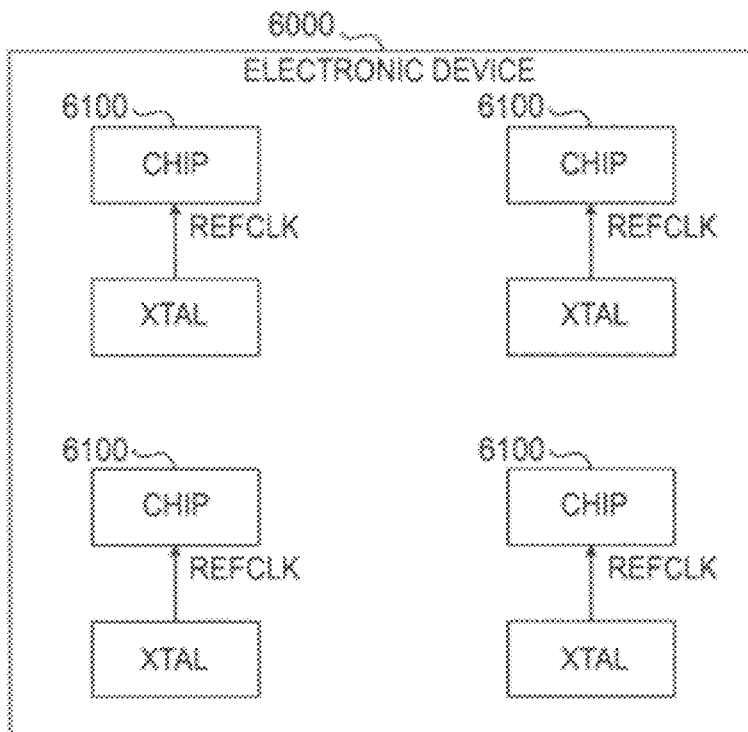 6000
ELECTRONIC DEVICE
6100 6100
CHIP CHIP
REFCLK REFCLK
XTAL XTAL
6100 6100
CHIP CHIP
REFCLK REFCLK
XTAL XTAL